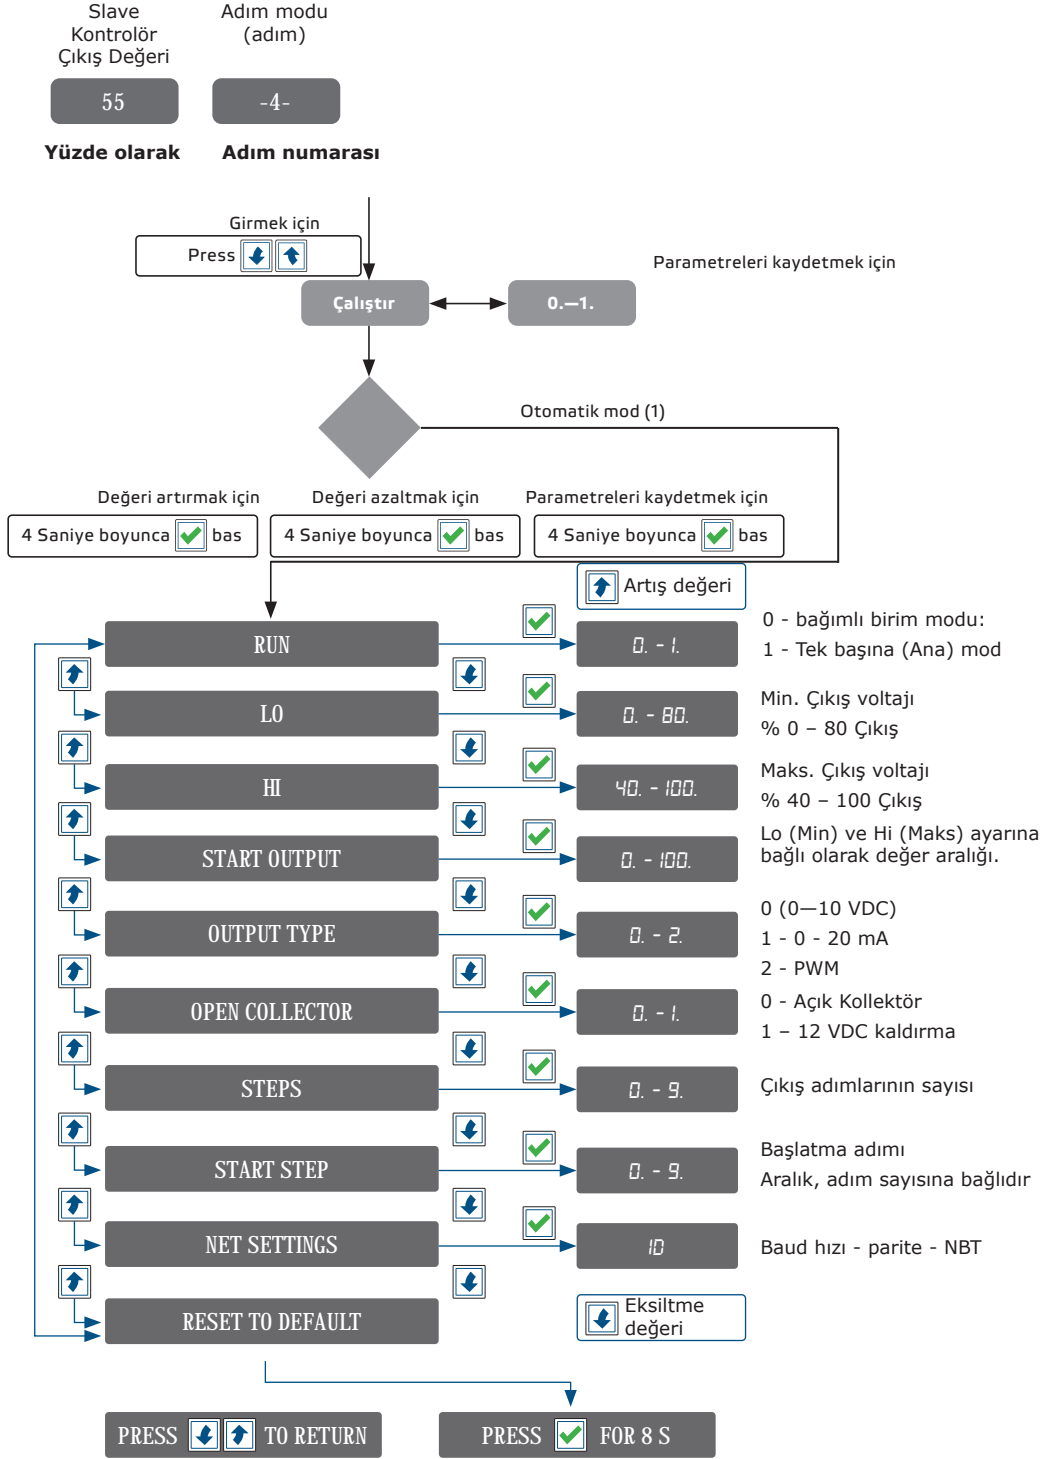 Slave
Kontrolör
Çıkış Değeri
Adım modu
(adım)
55
-4-
Yüzde olarak
Adım numarası
Girmek için
Press
Parametreleri kaydetmek için
Çalıştır
0.—1.
Otomatik mod (1)
Değeri artırmak için
Değeri azaltmak için
Parametreleri kaydetmek için
4 Saniye boyunca bas
4 Saniye boyunca bas
4 Saniye boyunca bas
Artış değeri
RUN
0. - 1.
0 - bağımlı birim modu:
1 - Tek başına (Ana) mod
LO
0. - 80.
Min. Çıkış voltajı
% 0 – 80 Çıkış
HI
40. - 100.
Maks. Çıkış voltajı
% 40 – 100 Çıkış
START OUTPUT
0. - 100.
Lo (Min) ve Hi (Maks) ayarına
bağlı olarak değer aralığı.
OUTPUT TYPE
0. - 2.
0 (0—10 VDC)
1 - 0 - 20 mA
2 - PWM
OPEN COLLECTOR
0. - 1.
0 - Açık Kollektör
1 – 12 VDC kaldırma
STEPS
0. - 9.
Çıkış adımlarının sayısı
START STEP
0. - 9.
Başlatma adımı
Aralık, adım sayısına bağlıdır
NET SETTINGS
ID
Baud hızı - parite - NBT
RESET TO DEFAULT
Eksiltme
değeri
PRESS TO RETURN
PRESS FOR 8 S